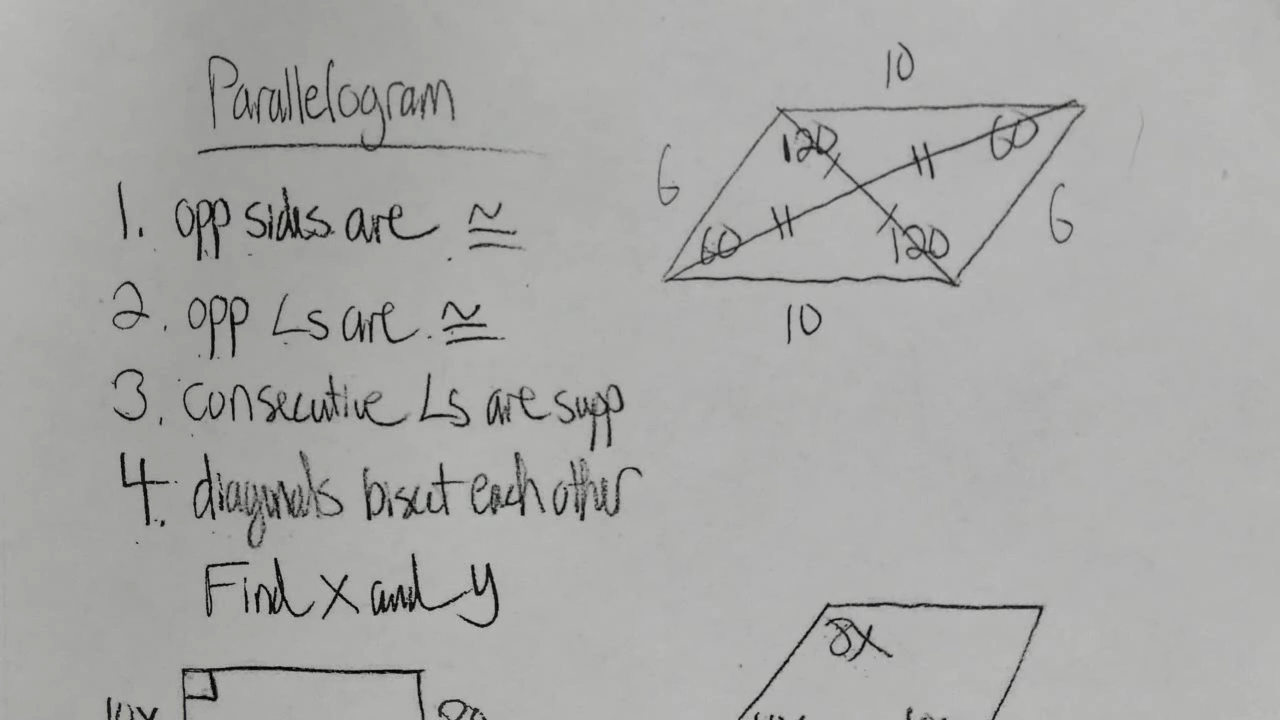 Parallelogram
10
120
60
6
6
60
120
10
1. opp sides are ≅
2. opp ∠s are ≅
3. consecutive ∠s are supp
4. diagonals bisect each other
Find x and y
8x